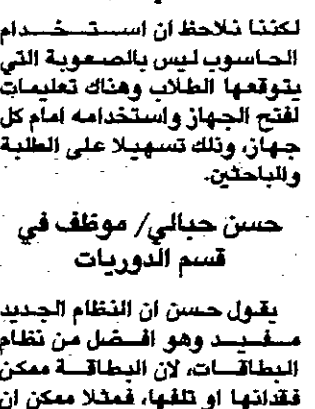 لكننا نلاحظ ان استخدام
الحاسوب ليس بالصعوبة التي
يتوقعها الطلاب وهناك تعليمات
لفتح الجهاز واستخدامه امام كل
جهاز، وذلك تسهيلا على الطلبة
والباحثين.
حسن حبالي/ موظف في
قسم الدوريات
يقول حسن ان النظام الجديد
مفيد وهو افضل من نظام
البطاقات، لان البطاقة ممكن
فقدانها او تلفها، فمثلا ممكن ان